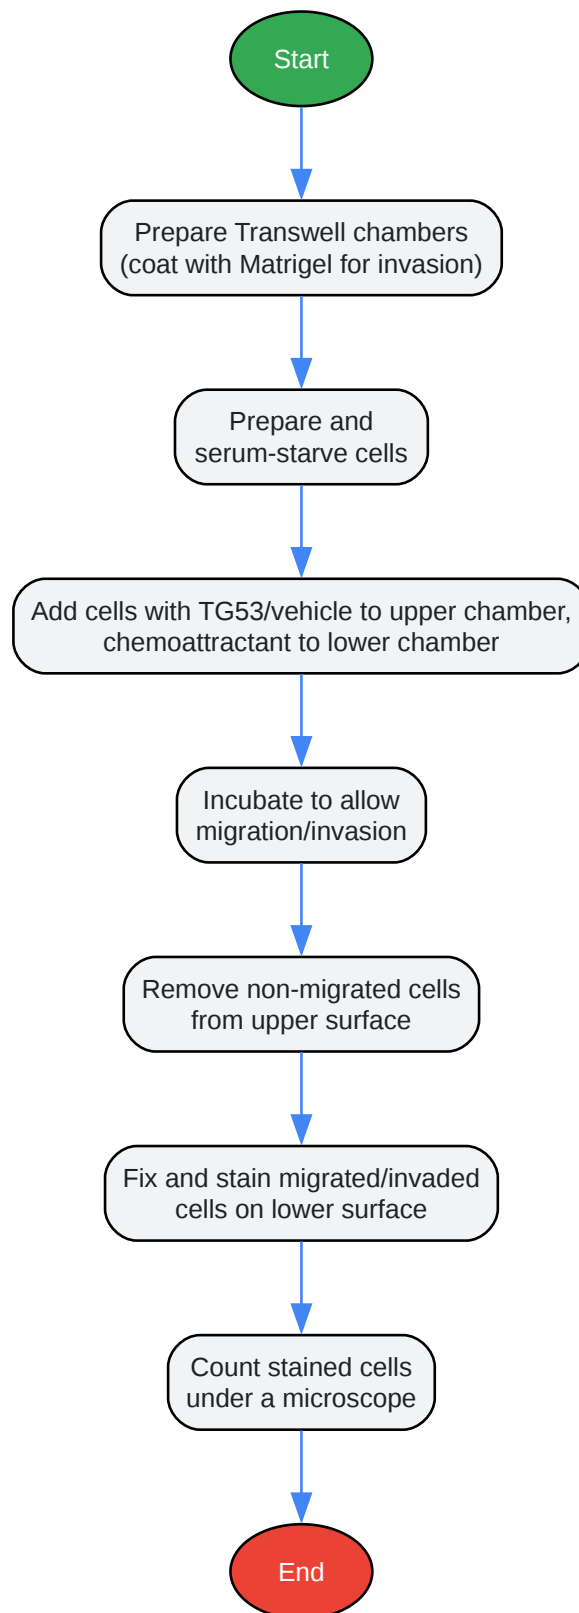 Start
Prepare Transwell chambers
(coat with Matrigel for invasion)
Prepare and
serum-starve cells
Add cells with TG53/vehicle to upper chamber,
chemoattractant to lower chamber
Incubate to allow
migration/invasion
Remove non-migrated cells
from upper surface
Fix and stain migrated/invaded
cells on lower surface
Count stained cells
under a microscope
End